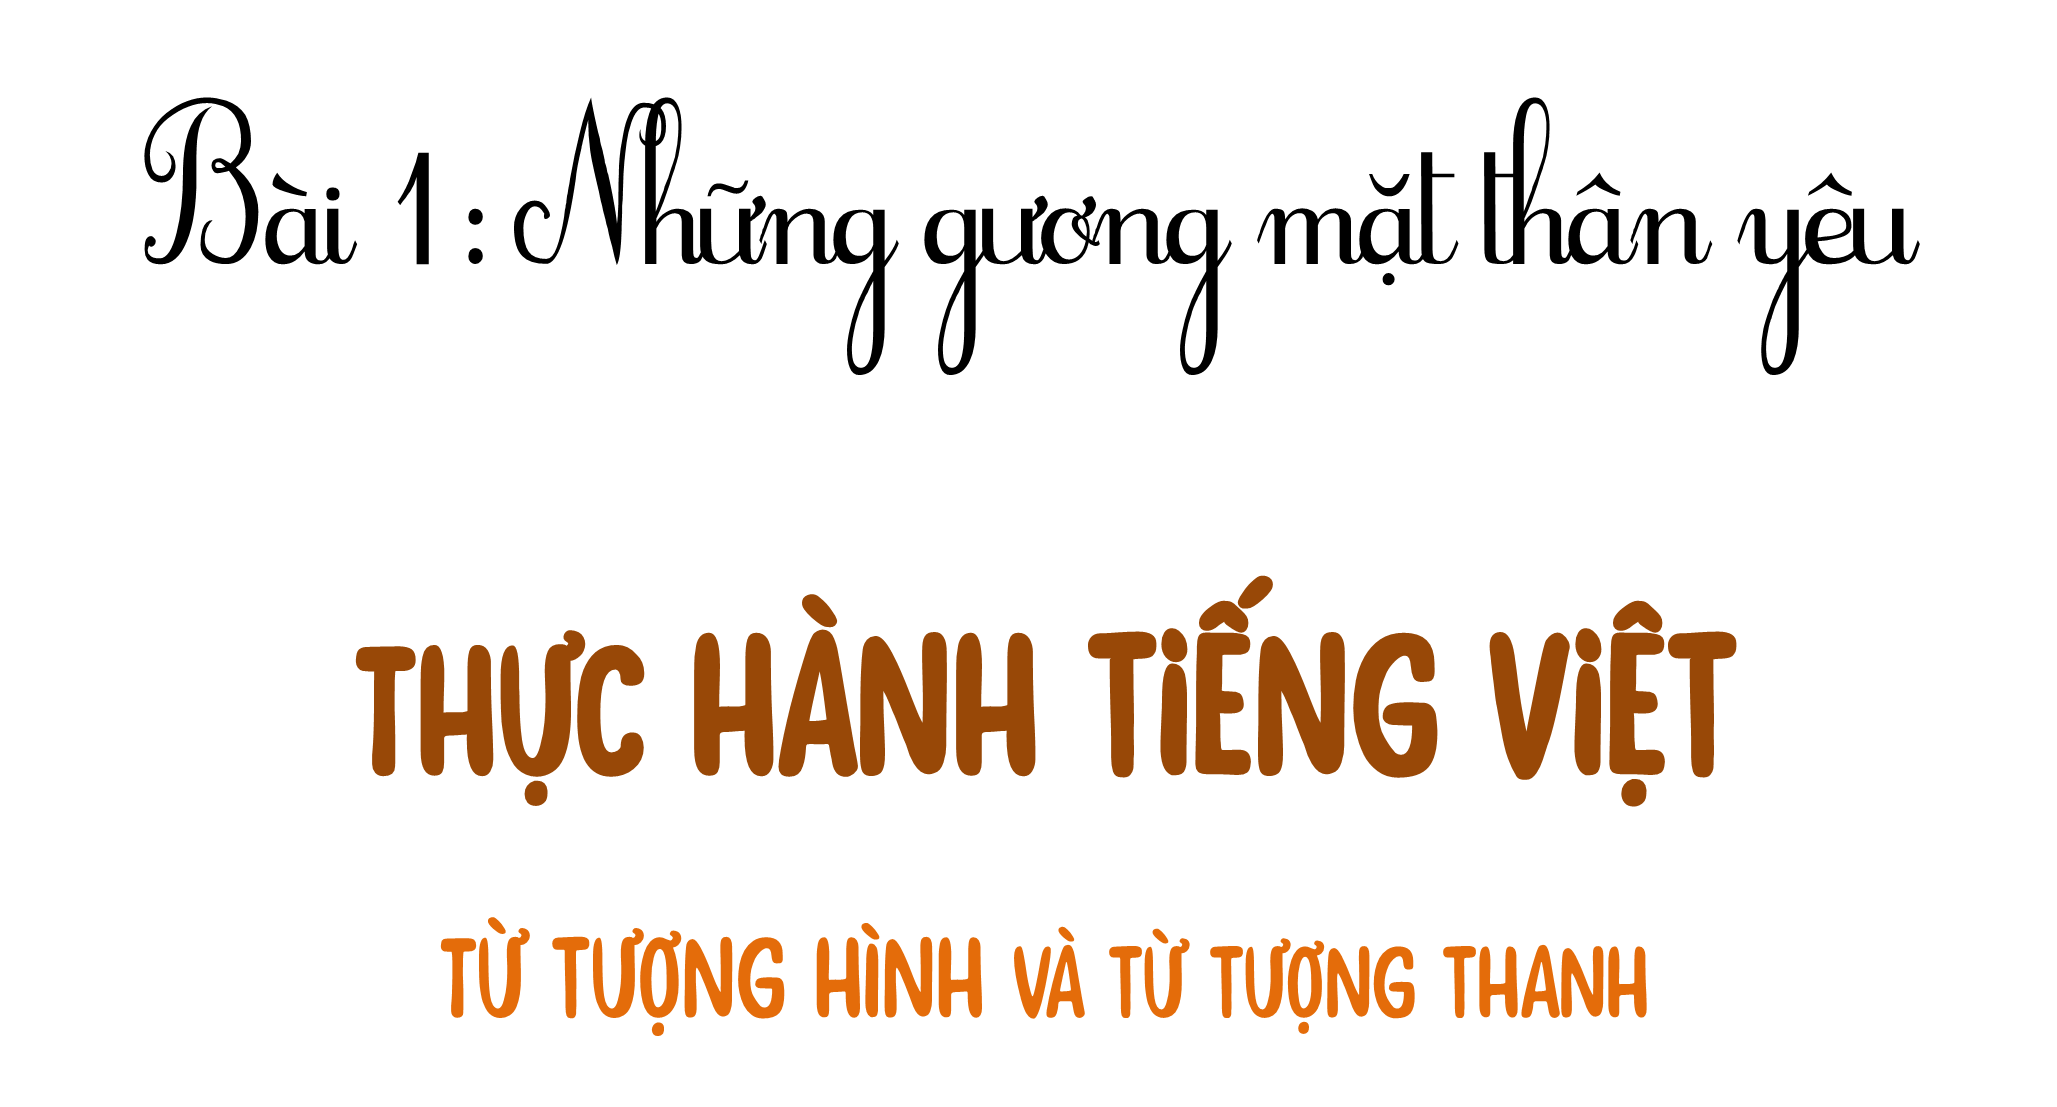 Bài 1 : Những gương mặt thân yêu
THỰC HÀNH TIẾNG VIỆT
TỪ TƯỢNG HÌNH VÀ TỪ TƯỢNG THANH